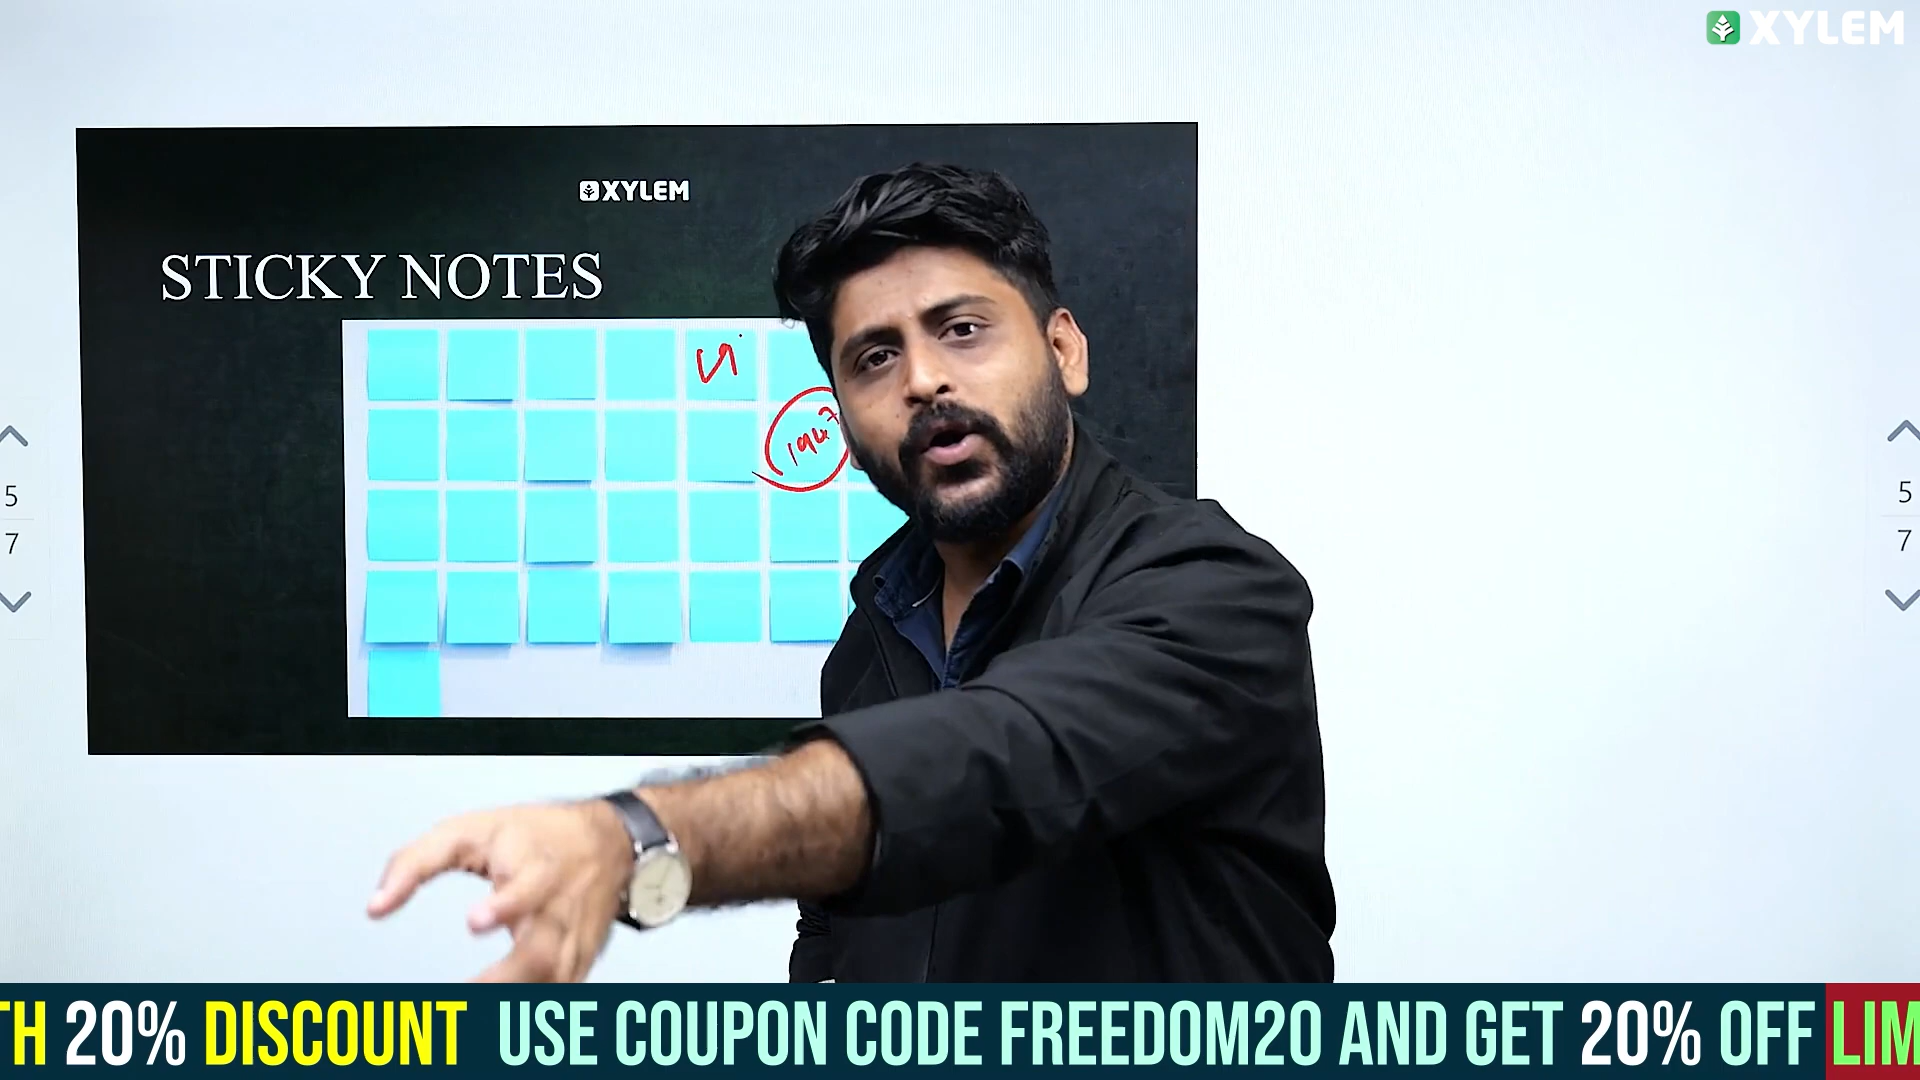 XYLEM
XYLEM
STICKY NOTES
1947
5
7
5
7
TH 20% DISCOUNT USE COUPON CODE FREEDOM20 AND GET 20% OFF LIM